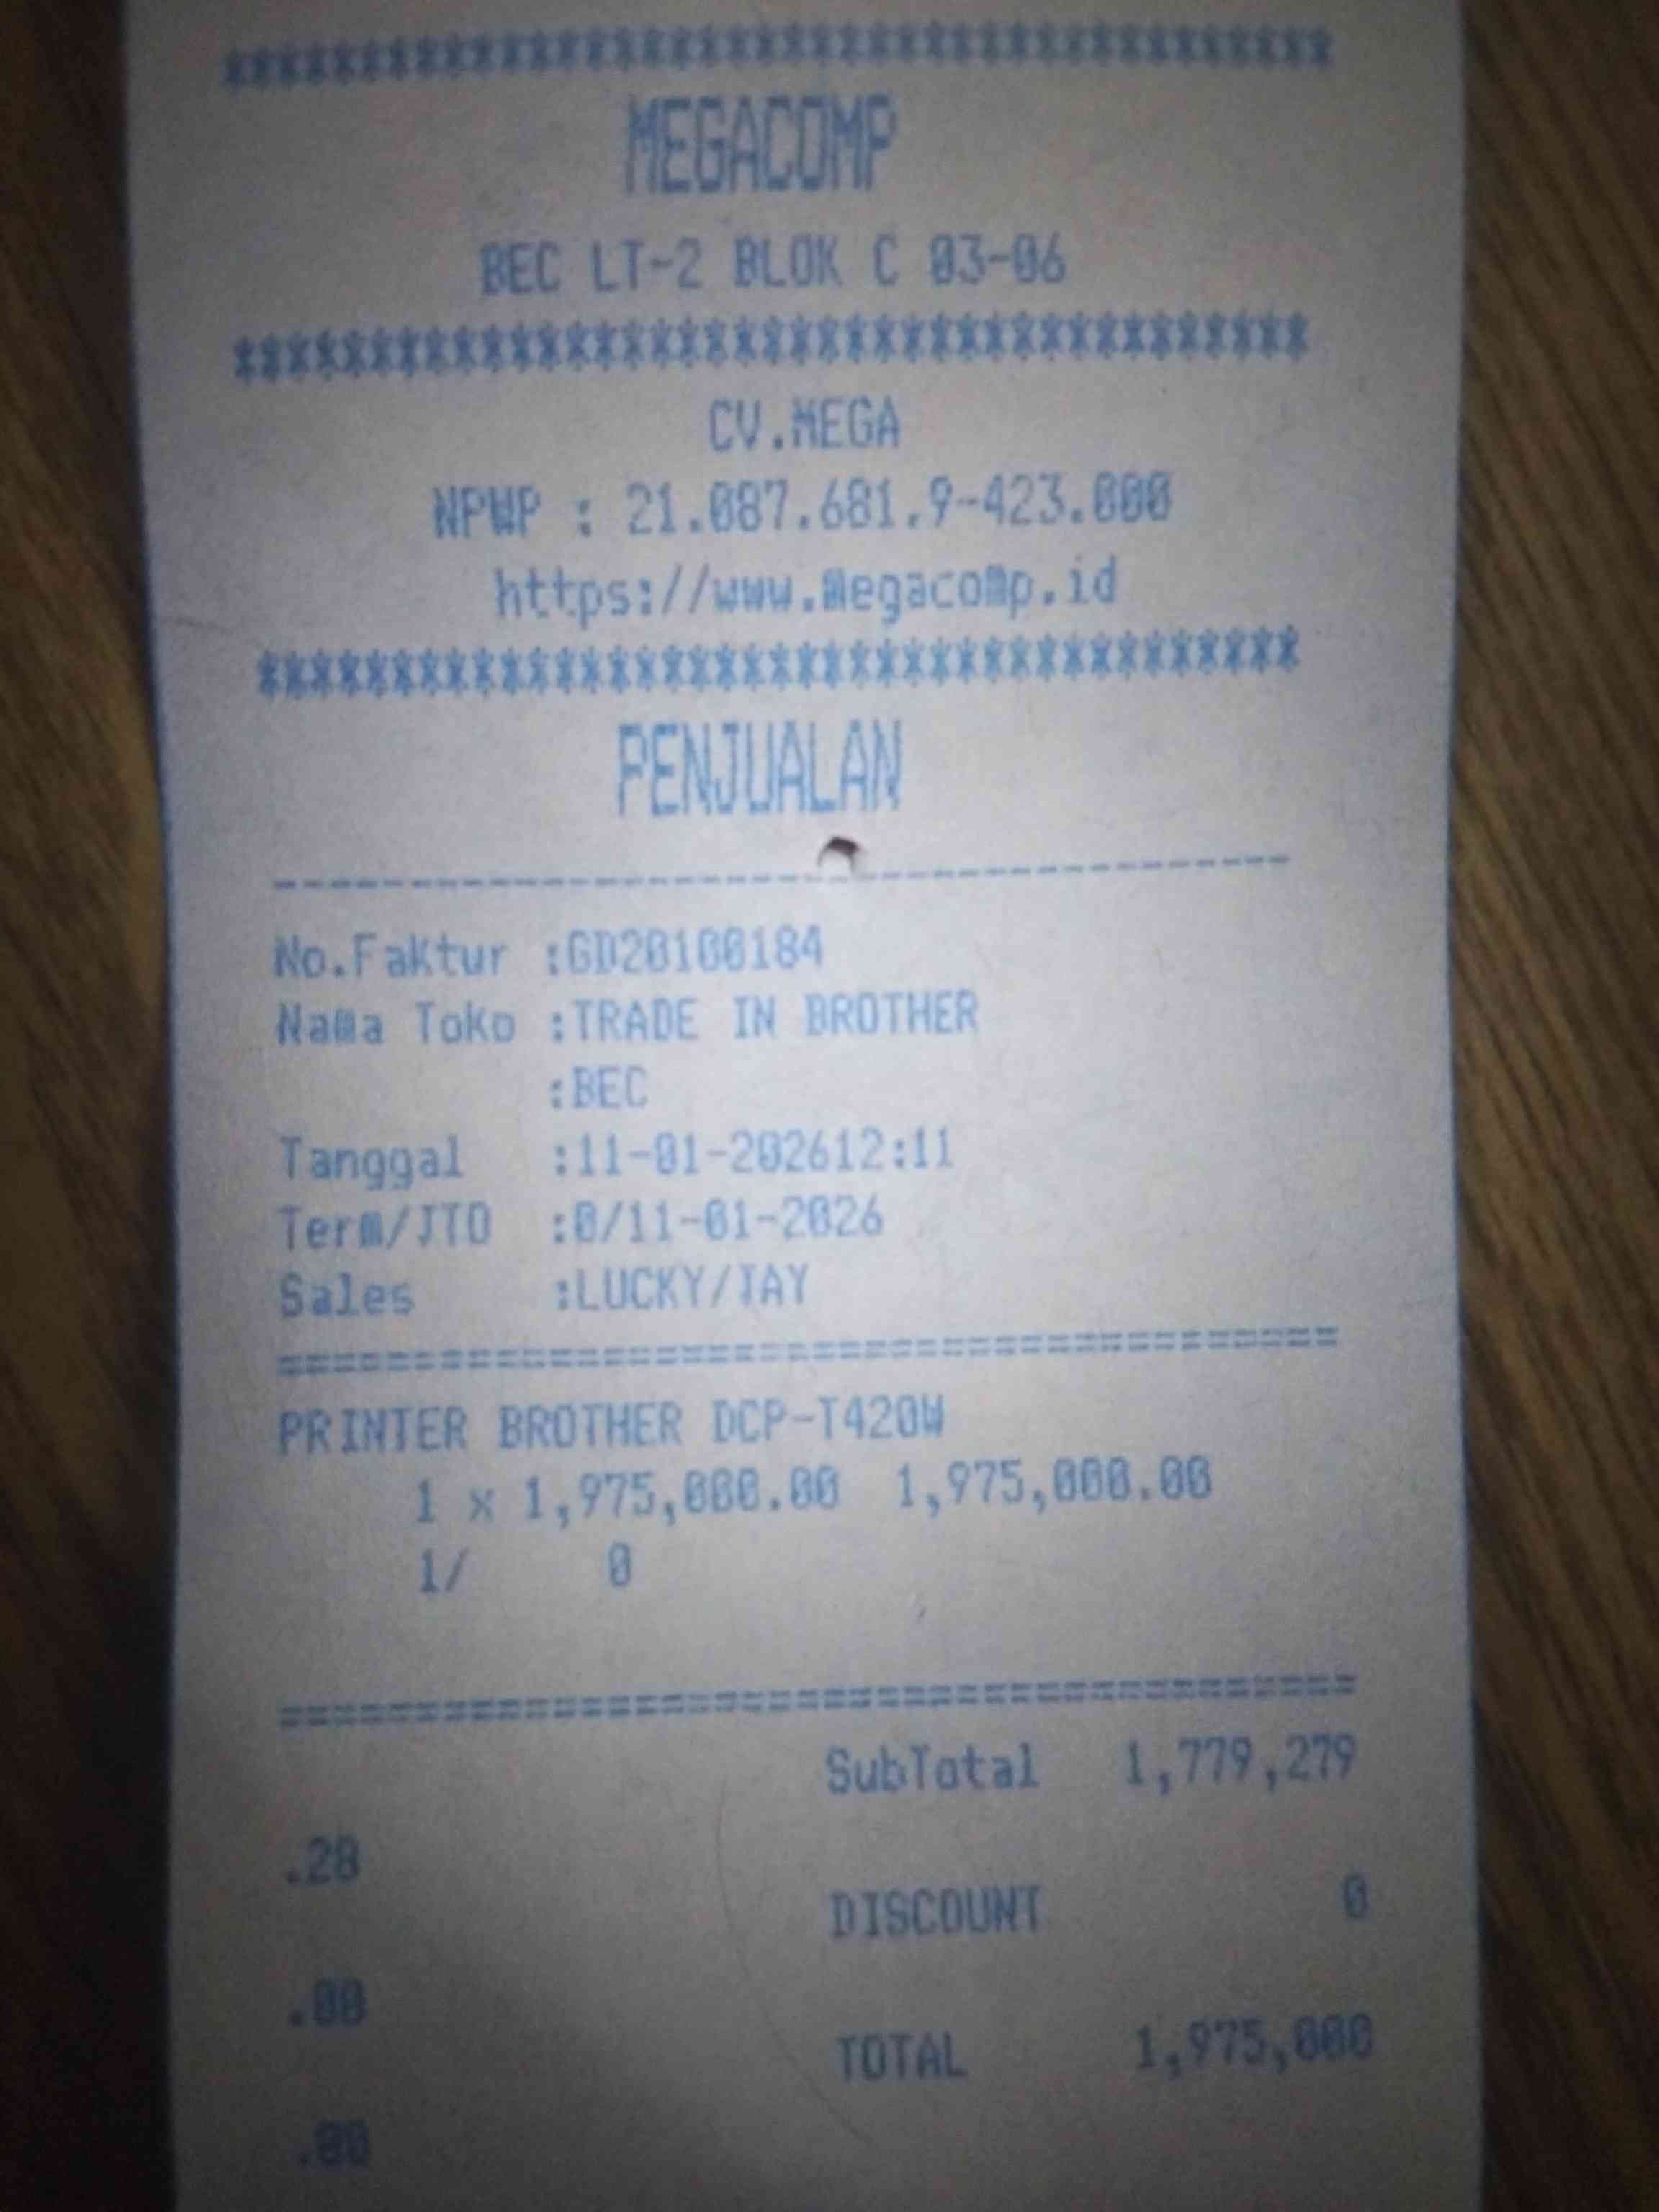 ****************************************
MEGACOMP
BEC LT-2 BLOK C 03-06
****************************************
CV.MEGA
NPWP : 21.087.681.9-423.000
https://www.megacomp.id
****************************************
PENJUALAN
----------------------------------------
No.Faktur :GD20100184
Nama Toko :TRADE IN BROTHER
:BEC
Tanggal :11-01-202612:11
Term/JTO :0/11-01-2026
Sales :LUCKY/JAY
========================================
PRINTER BROTHER DCP-T420W
1 x 1,975,000.00 1,975,000.00
1/ 0
========================================
SubTotal 1,779,279
.28
DISCOUNT 0
.00
TOTAL 1,975,000
.00